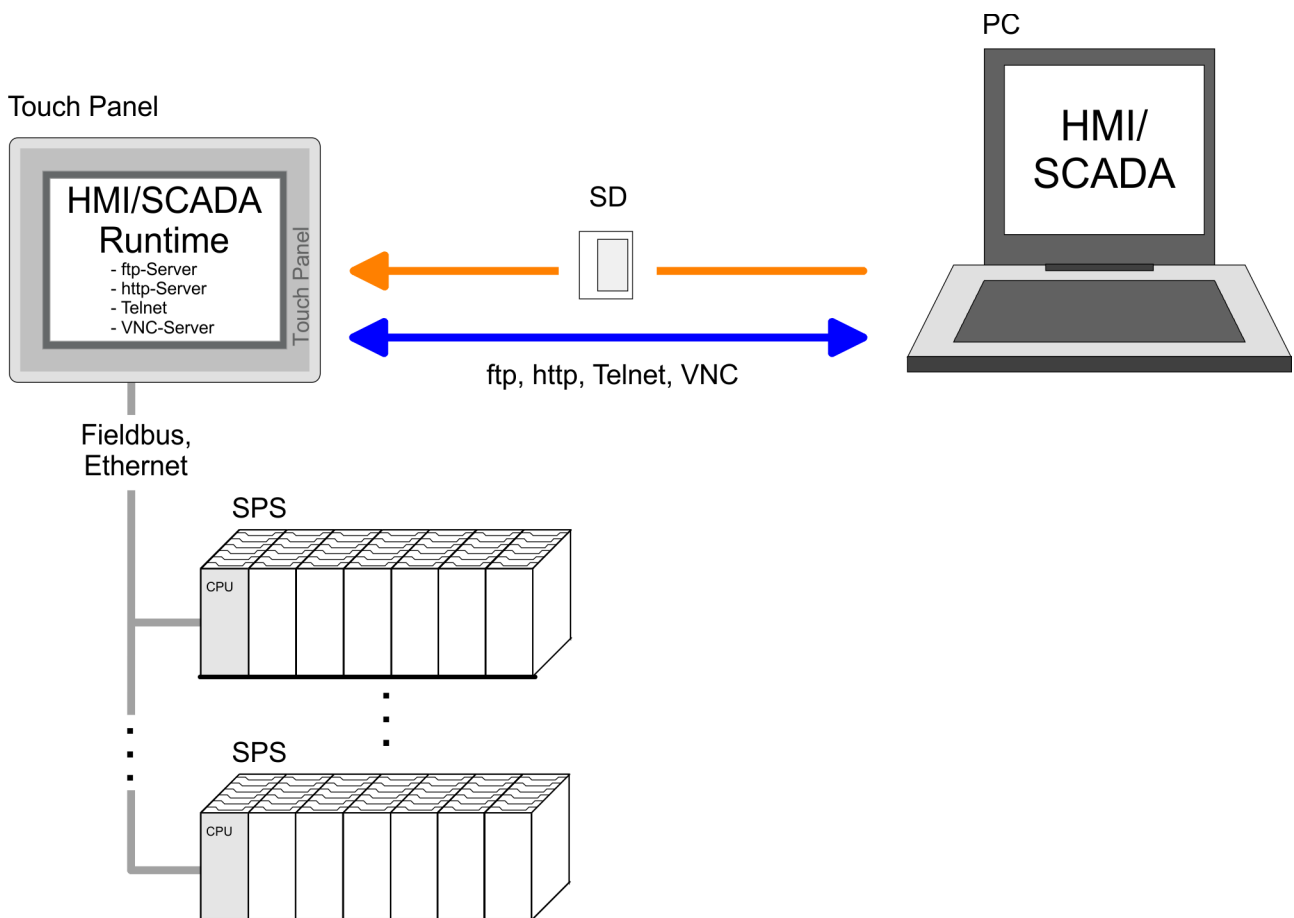 PC
HMI/
SCADA
Touch Panel
HMI/SCADA
Runtime
- ftp-Server
- http-Server
- Telnet
- VNC-Server
Touch Panel
SD
ftp, http, Telnet, VNC
Fieldbus,
Ethernet
SPS
CPU
SPS
CPU